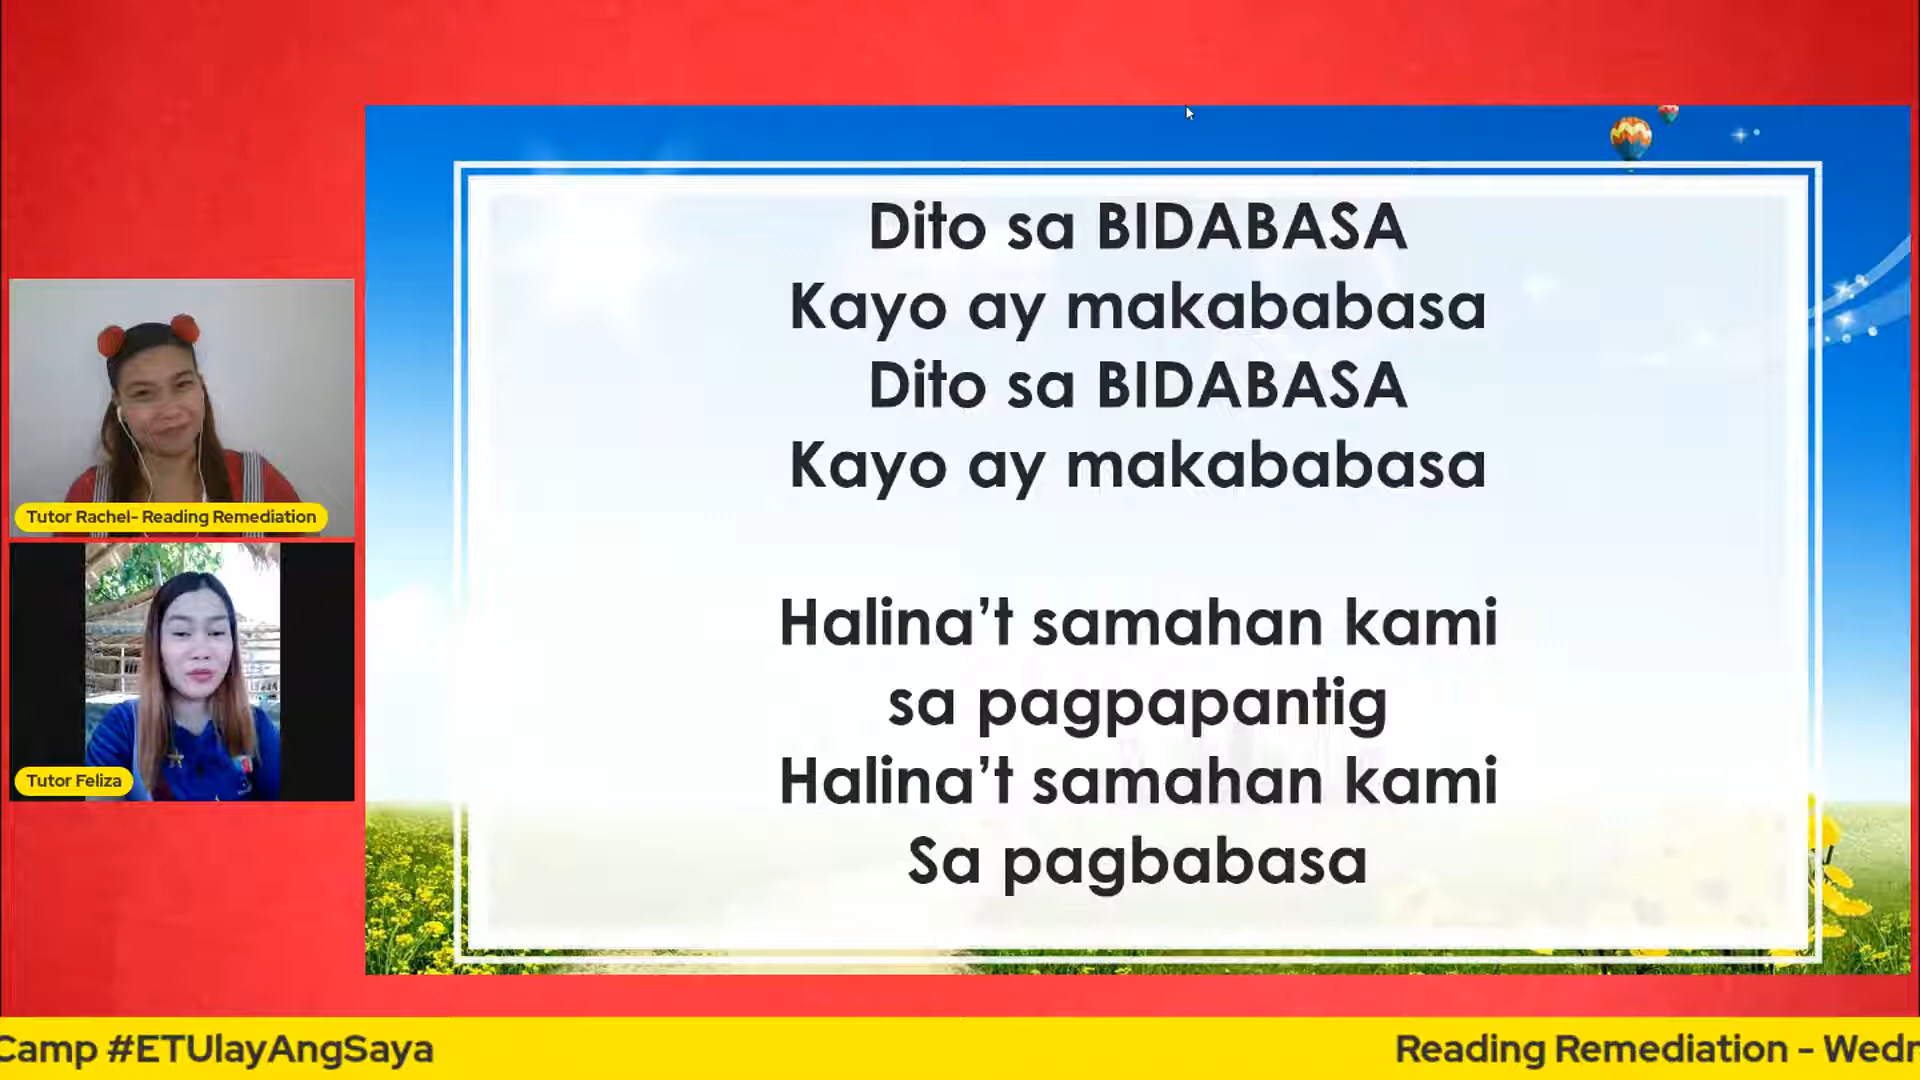 Dito sa BIDABASA
Kayo ay makababasa
Dito sa BIDABASA
Kayo ay makababasa
Halina’t samahan kami
sa pagpapantig
Halina’t samahan kami
Sa pagbabasa
Tutor Rachel- Reading Remediation
Tutor Feliza
Camp #ETUlayAngSaya
Reading Remediation - Wedn